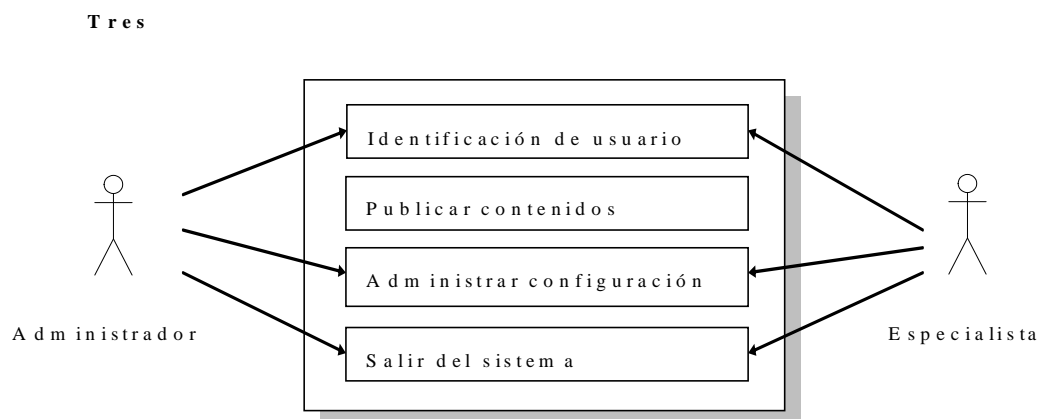 Tres
Identificación de usuario
Publicar contenidos
Administrar configuración
Administrador
Especialista
Salir del sistema